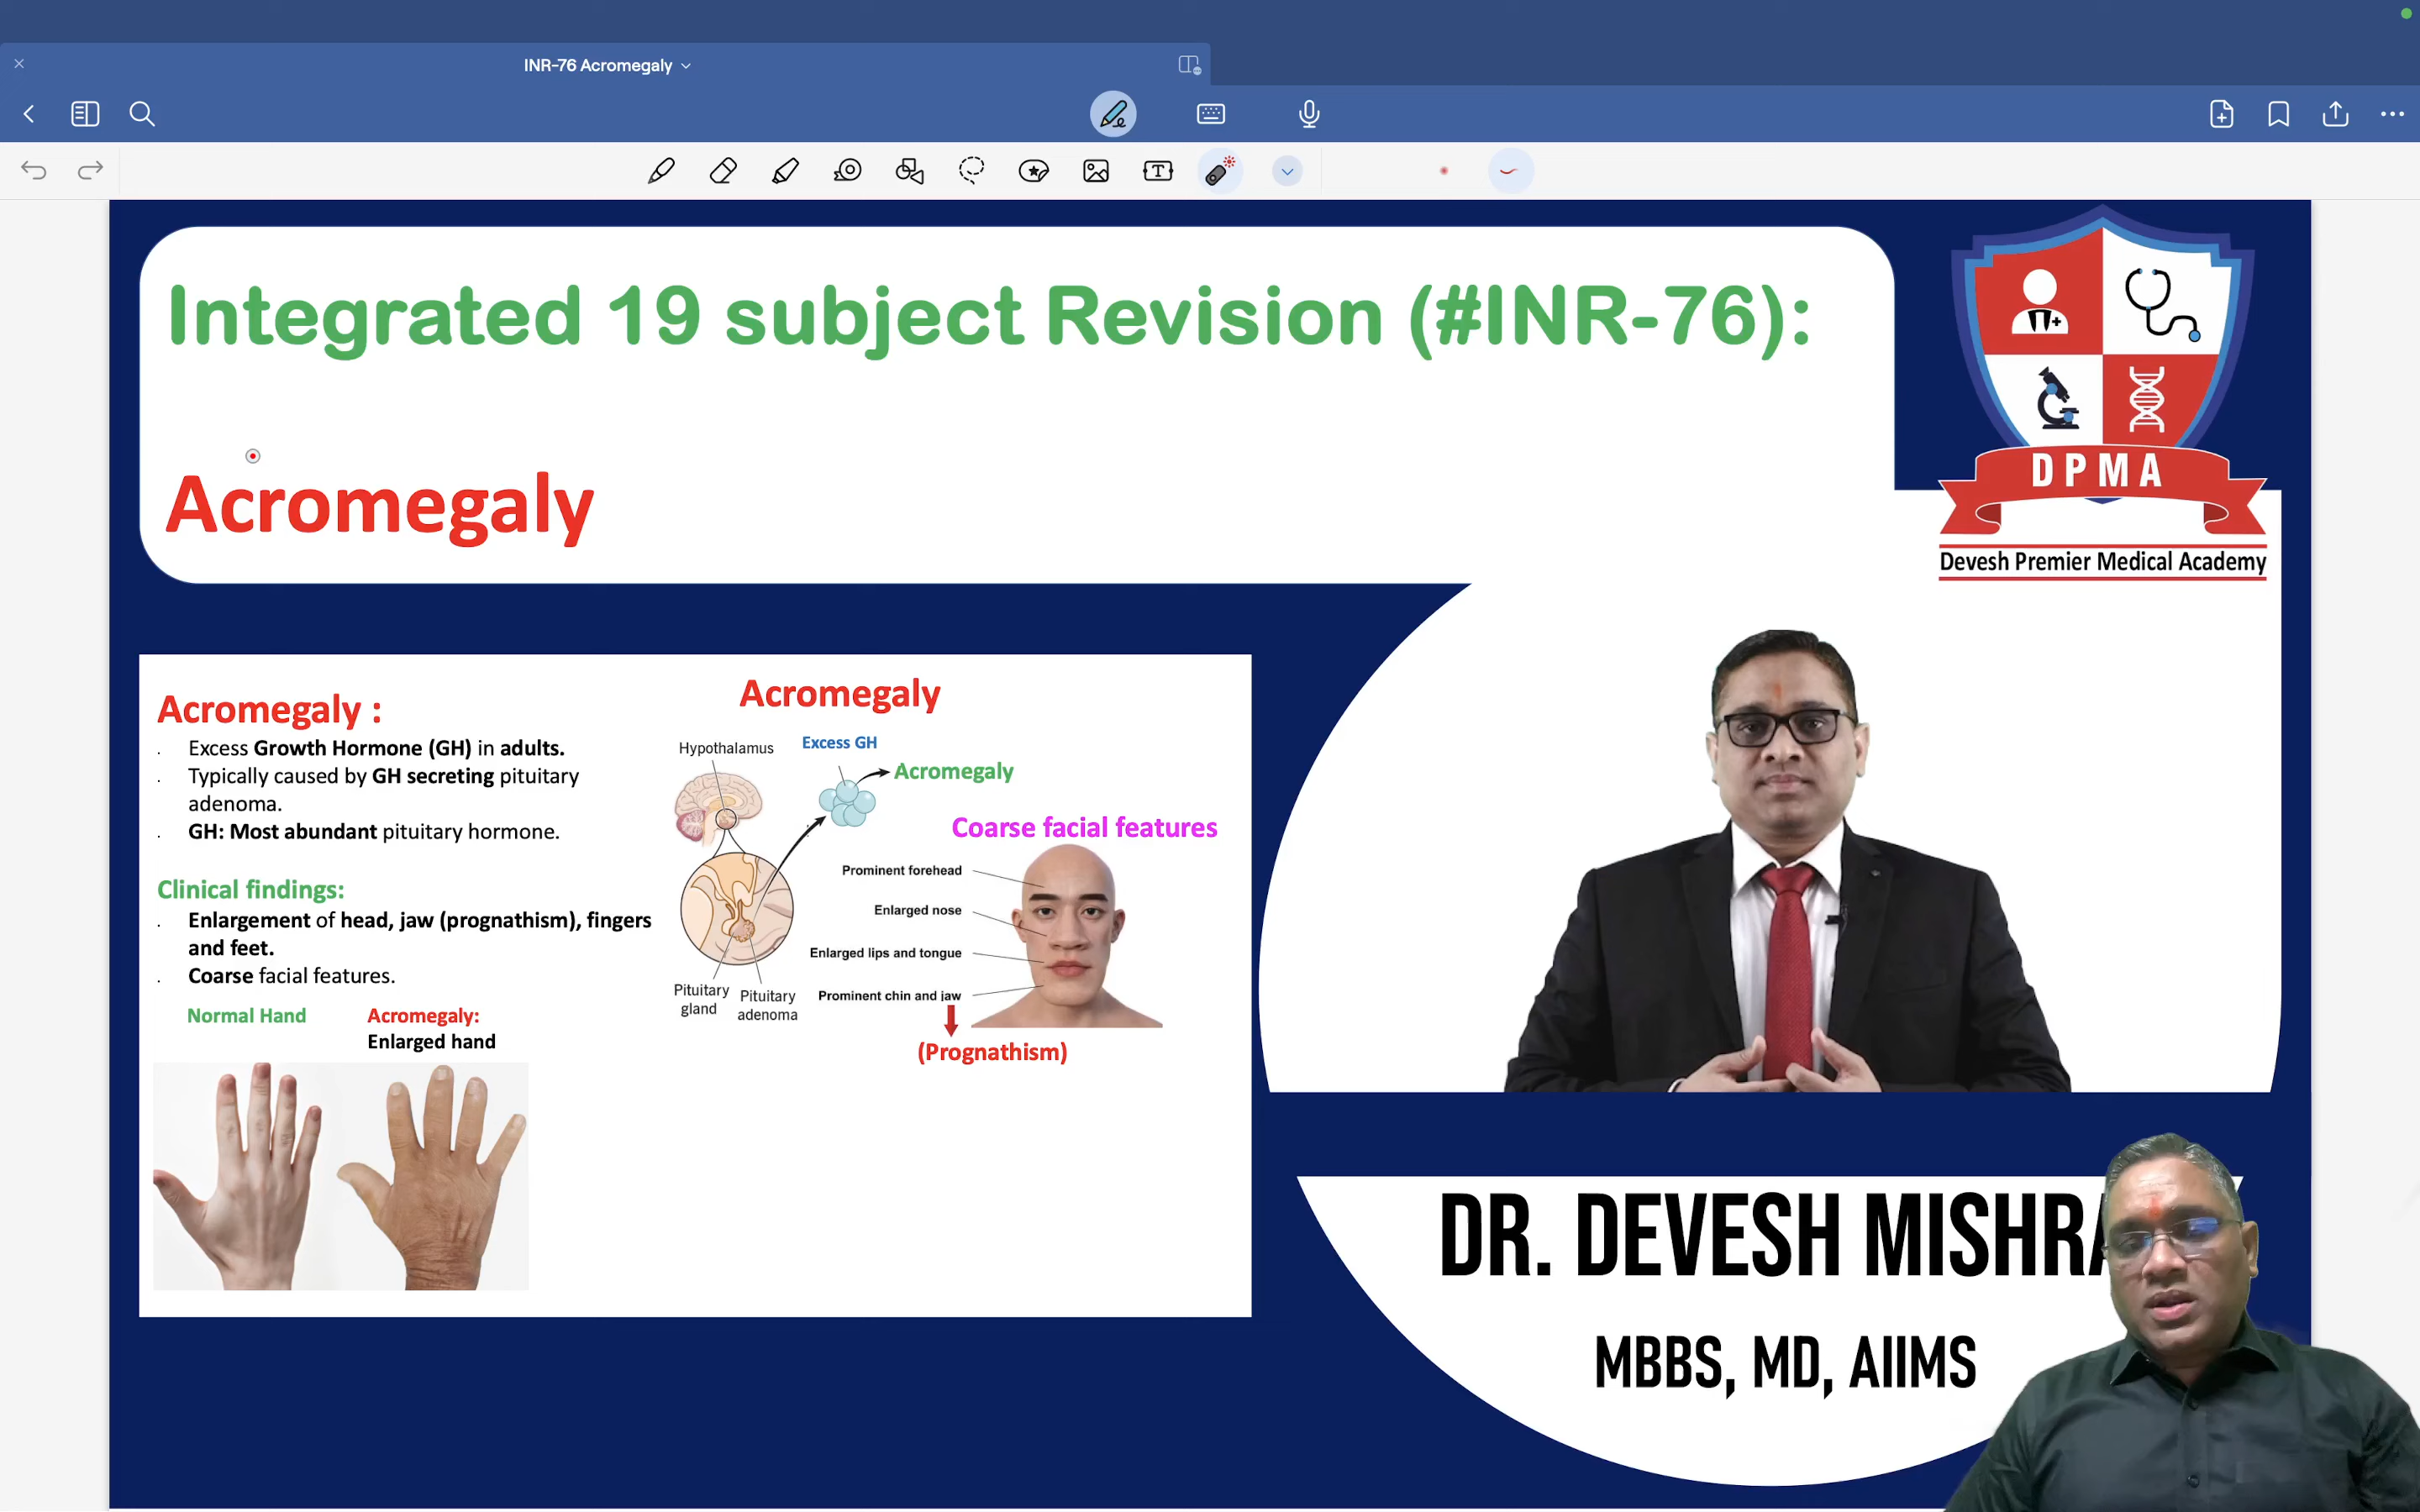 INR-76 Acromegaly
Integrated 19 subject Revision (#INR-76):
Acromegaly
DPMA
Devesh Premier Medical Academy
Acromegaly :
. Excess Growth Hormone (GH) in adults.
. Typically caused by GH secreting pituitary
adenoma.
. GH: Most abundant pituitary hormone.
Clinical findings:
. Enlargement of head, jaw (prognathism), fingers
and feet.
. Coarse facial features.
Normal Hand
Acromegaly:
Enlarged hand
Acromegaly
Hypothalamus
Excess GH
Acromegaly
Pituitary
gland
Pituitary
adenoma
Coarse facial features
Prominent forehead
Enlarged nose
Enlarged lips and tongue
Prominent chin and jaw
(Prognathism)
DR. DEVESH MISHRA
MBBS, MD, AIIMS